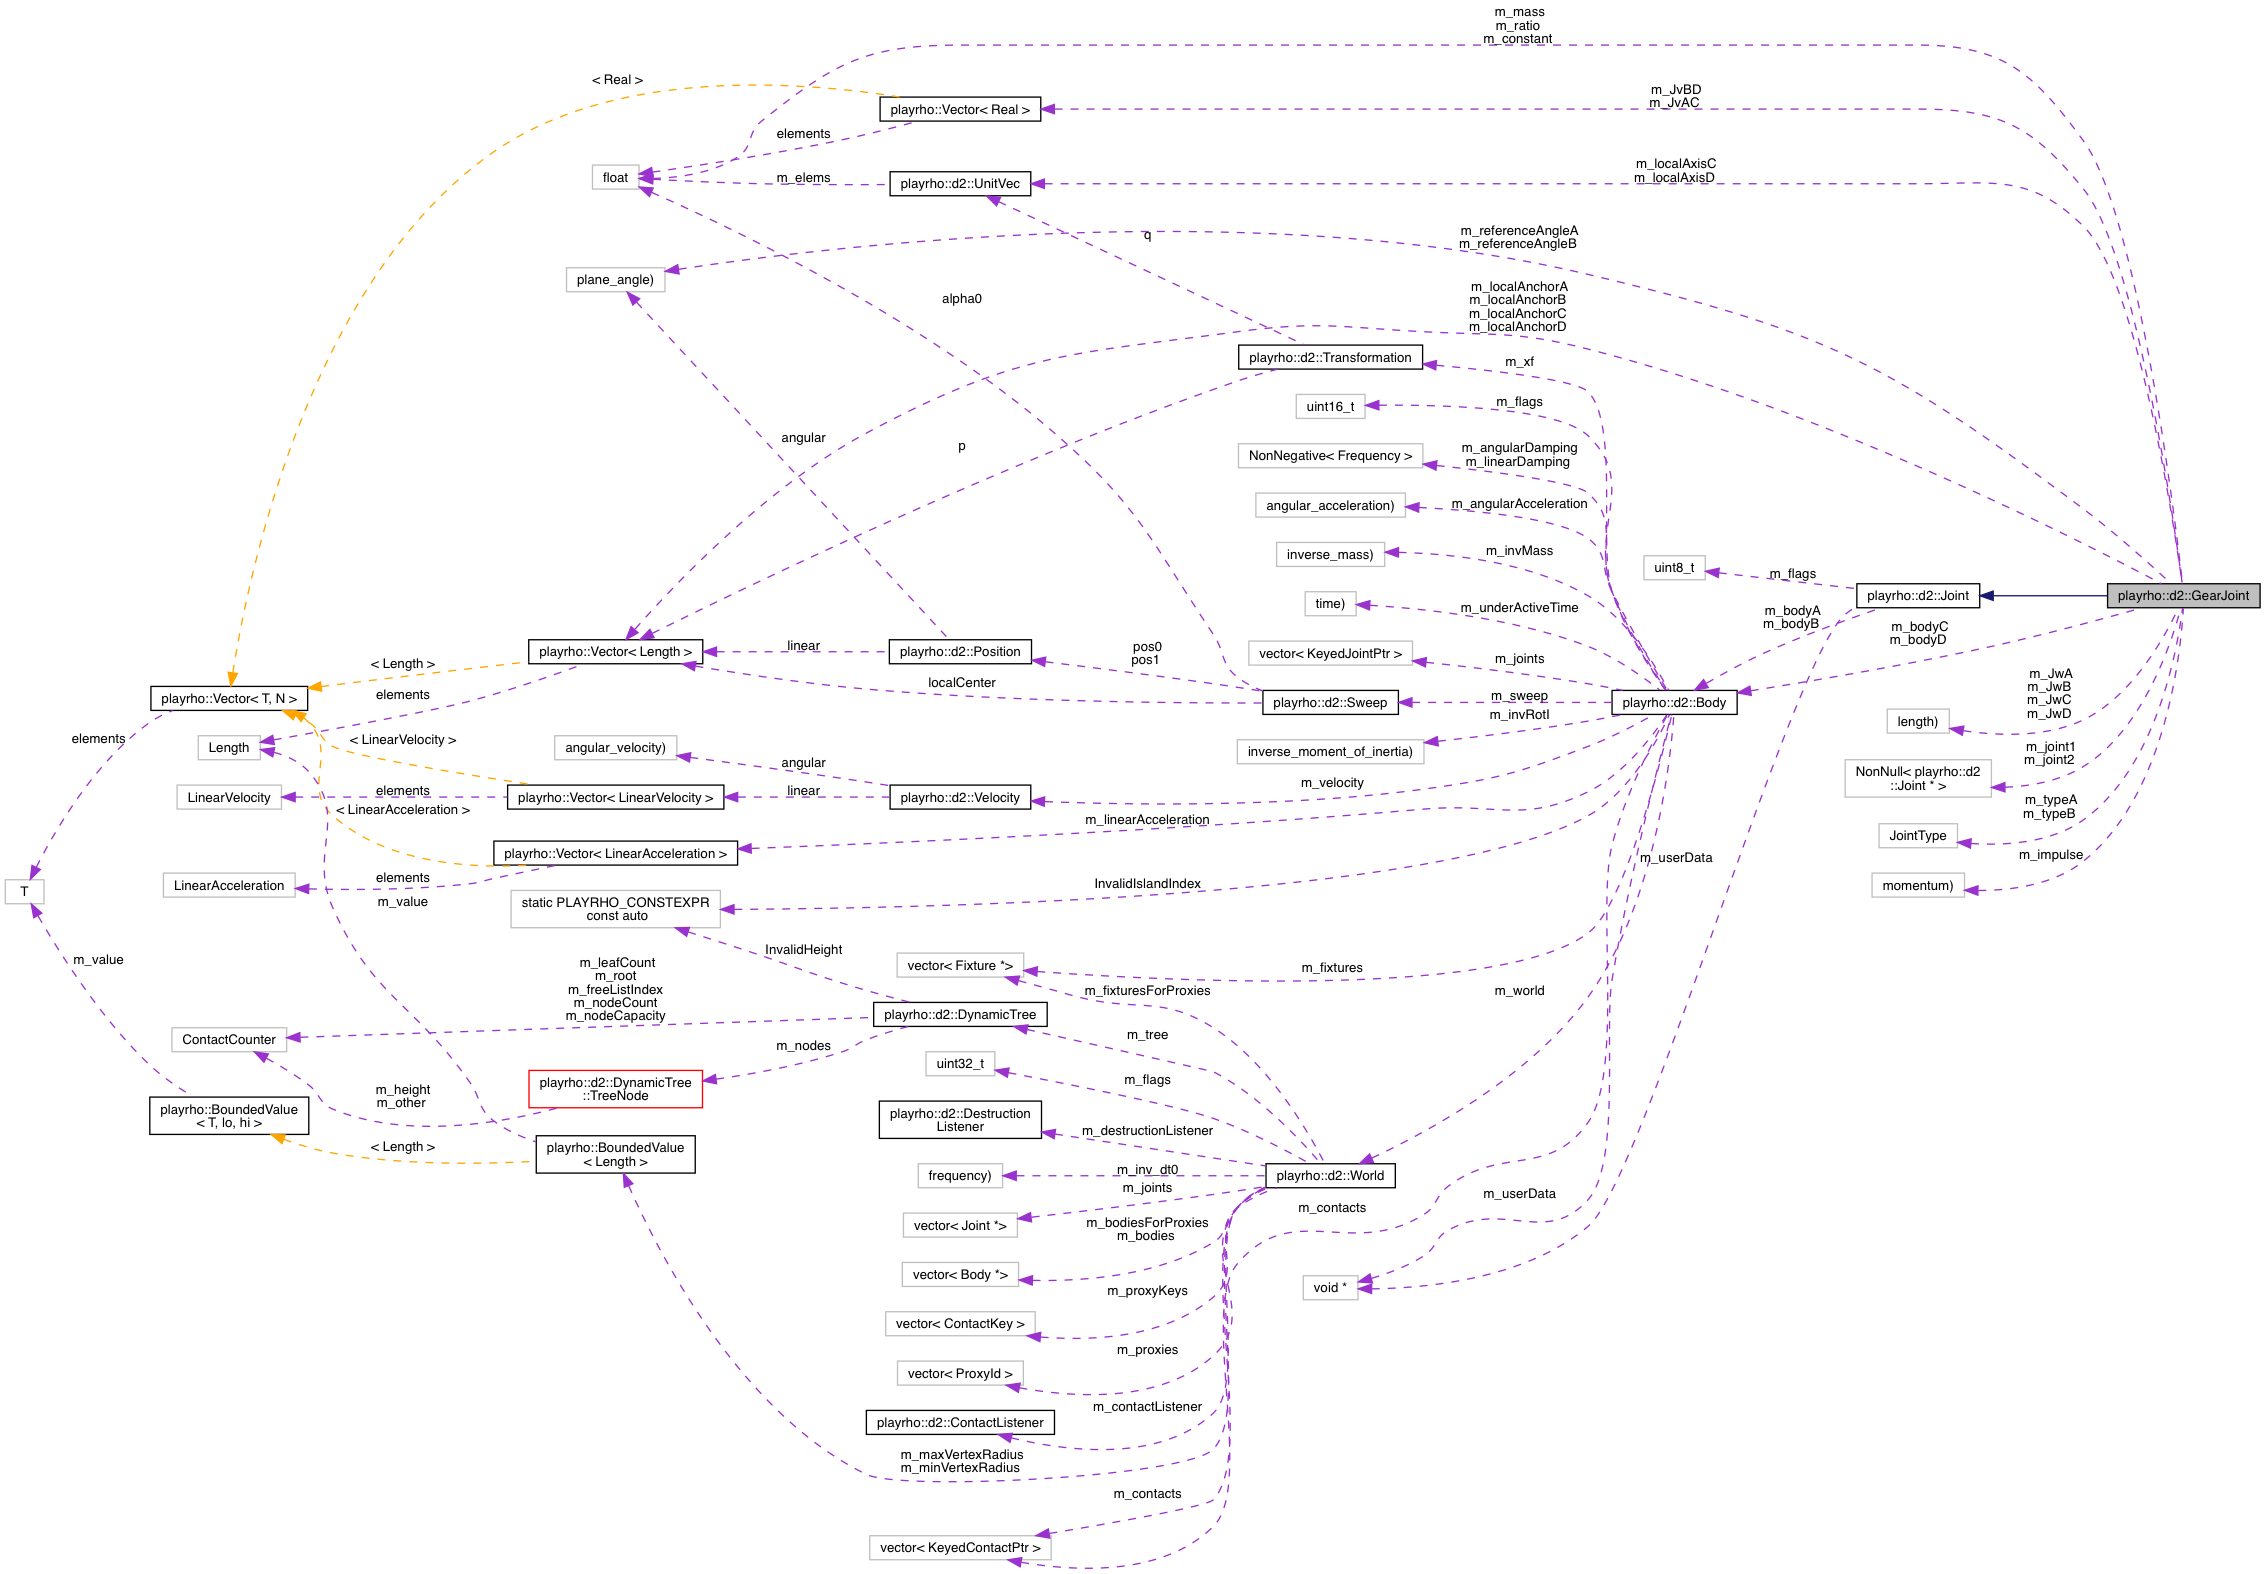 m_mass
m_ratio
m_constant
< Real >
m_JvBD
m_JvAC
playrho::Vector< Real >
elements
m_localAxisC
m_localAxisD
float
m_elems
playrho::d2::UnitVec
q
m_referenceAngleA
m_referenceAngleB
plane_angle)
alpha0
m_localAnchorA
m_localAnchorB
m_localAnchorC
m_localAnchorD
playrho::d2::Transformation
m_xf
uint16_t
m_flags
angular
p
NonNegative< Frequency >
m_angularDamping
m_linearDamping
angular_acceleration)
m_angularAcceleration
inverse_mass)
m_invMass
uint8_t
m_flags
playrho::d2::Joint
playrho::d2::GearJoint
time)
m_underActiveTime
m_bodyA
m_bodyB
m_bodyC
m_bodyD
playrho::Vector< Length >
linear
playrho::d2::Position
pos0
pos1
vector< KeyedJointPtr >
m_joints
< Length >
localCenter
playrho::Vector< T, N >
elements
playrho::d2::Sweep
m_sweep
playrho::d2::Body
m_JwA
m_JwB
m_JwC
m_JwD
length)
m_invRotI
elements
Length
< LinearVelocity >
angular_velocity)
inverse_moment_of_inertia)
m_joint1
m_joint2
angular
NonNull< playrho::d2
::Joint * >
m_velocity
LinearVelocity
elements
playrho::Vector< LinearVelocity >
linear
playrho::d2::Velocity
< LinearAcceleration >
m_linearAcceleration
m_typeA
m_typeB
JointType
playrho::Vector< LinearAcceleration >
m_userData
m_impulse
T
LinearAcceleration
elements
InvalidIslandIndex
momentum)
m_value
static PLAYRHO_CONSTEXPR
const auto
m_value
InvalidHeight
vector< Fixture *>
m_fixtures
m_leafCount
m_root
m_freeListIndex
m_nodeCount
m_nodeCapacity
m_fixturesForProxies
m_world
playrho::d2::DynamicTree
ContactCounter
m_nodes
m_tree
uint32_t
m_flags
playrho::d2::DynamicTree
::TreeNode
m_height
m_other
playrho::BoundedValue
< T, lo, hi >
playrho::d2::Destruction
Listener
m_destructionListener
< Length >
playrho::BoundedValue
< Length >
frequency)
m_inv_dt0
playrho::d2::World
m_joints
m_userData
vector< Joint *>
m_bodiesForProxies
m_bodies
m_contacts
vector< Body *>
m_proxyKeys
void *
vector< ContactKey >
m_proxies
vector< ProxyId >
m_contactListener
playrho::d2::ContactListener
m_maxVertexRadius
m_minVertexRadius
m_contacts
vector< KeyedContactPtr >